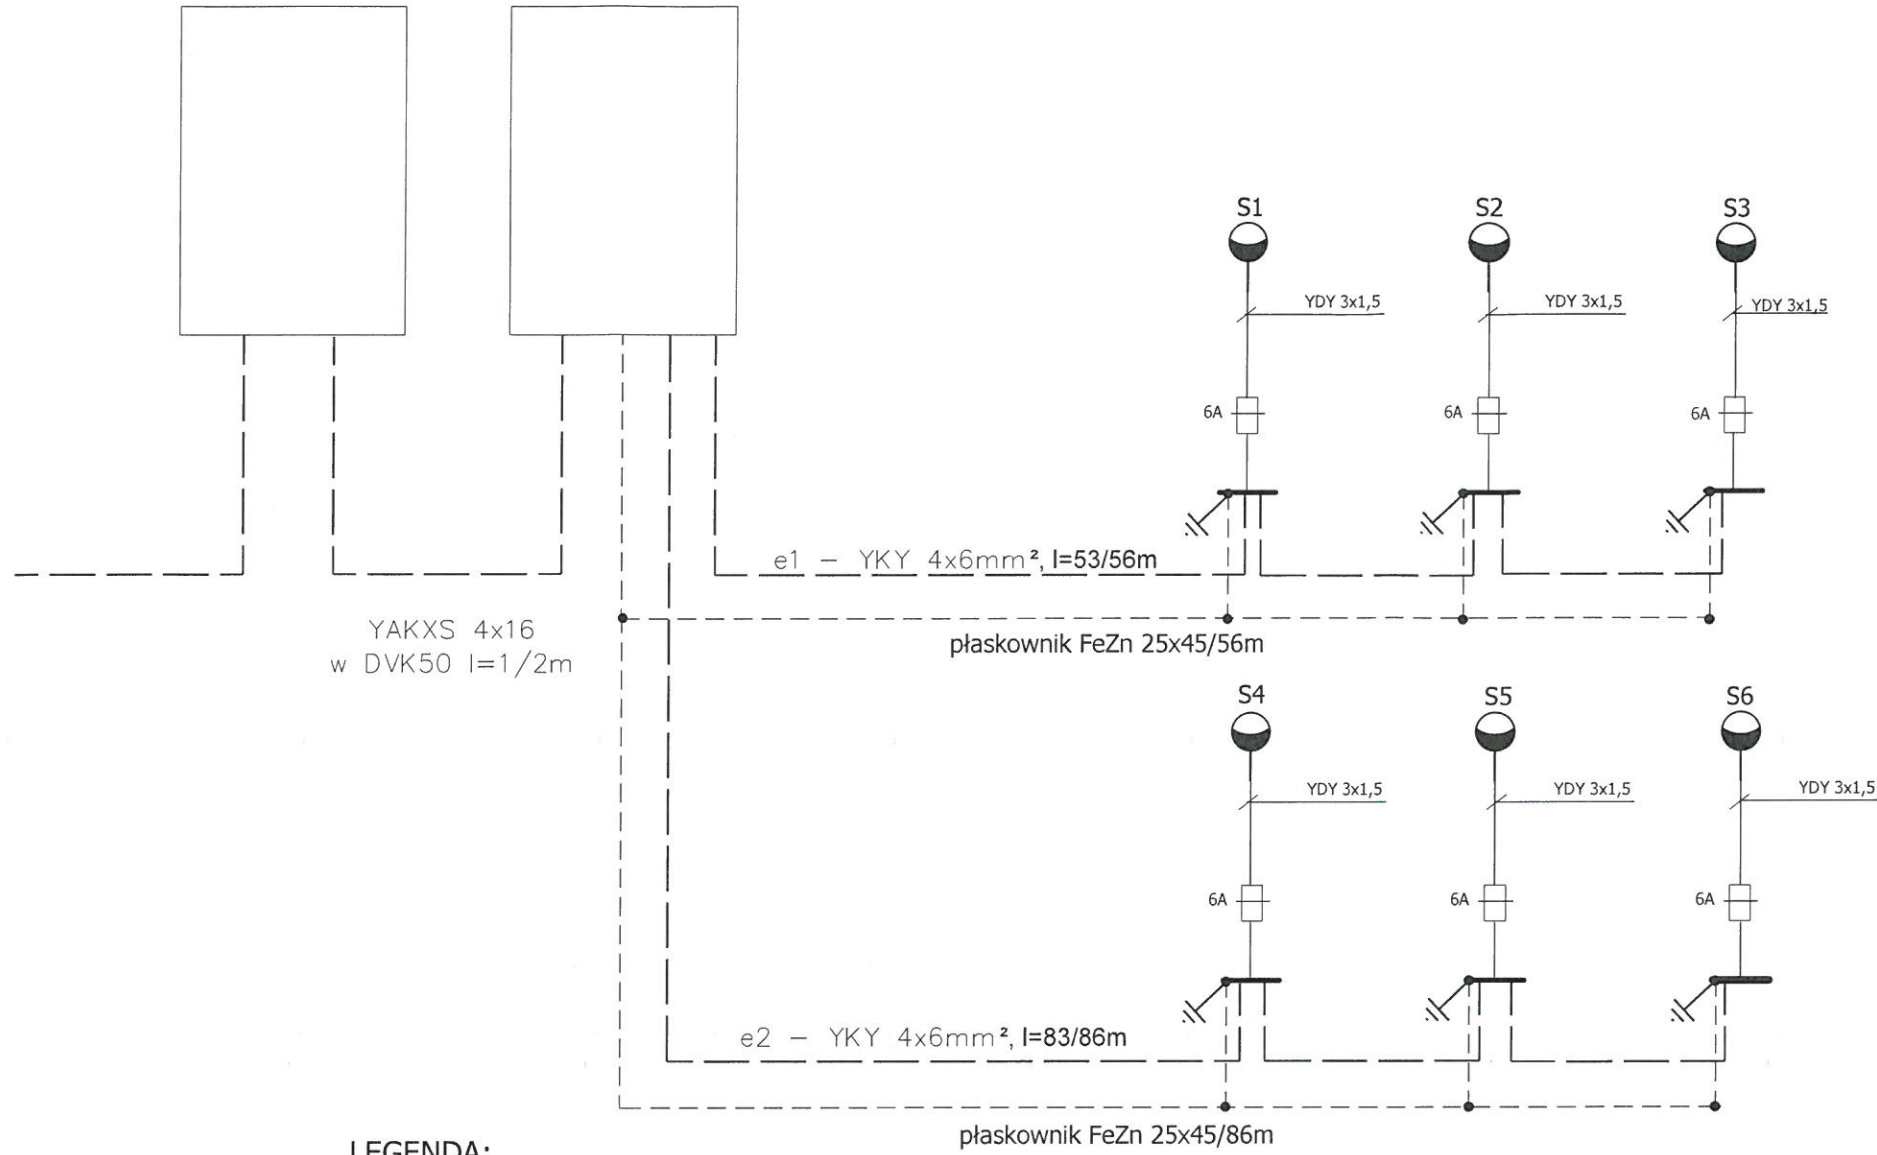 S1
S2
S3
YDY 3x1,5
YDY 3x1,5
YDY 3x1,5
6A
6A
6A
e1 – YKY 4x6mm², l=53/56m
YAKXS 4x16
w DVK50 l=1/2m
płaskownik FeZn 25x45/56m
S4
S5
S6
YDY 3x1,5
YDY 3x1,5
YDY 3x1,5
6A
6A
6A
e2 – YKY 4x6mm², l=83/86m
płaskownik FeZn 25x45/86m
LEGENDA: